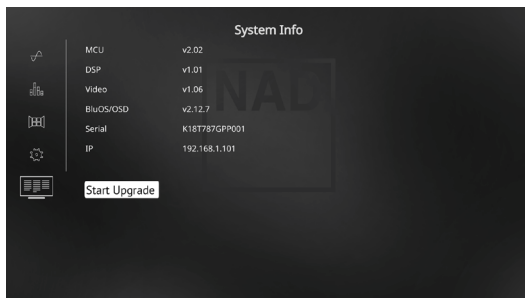 System Info
MCU v2.02
DSP v1.01
Video v1.06
BluOS/OSD v2.12.7
Serial K18T787GPP001
IP 192.168.1.101
NAD
Start Upgrade